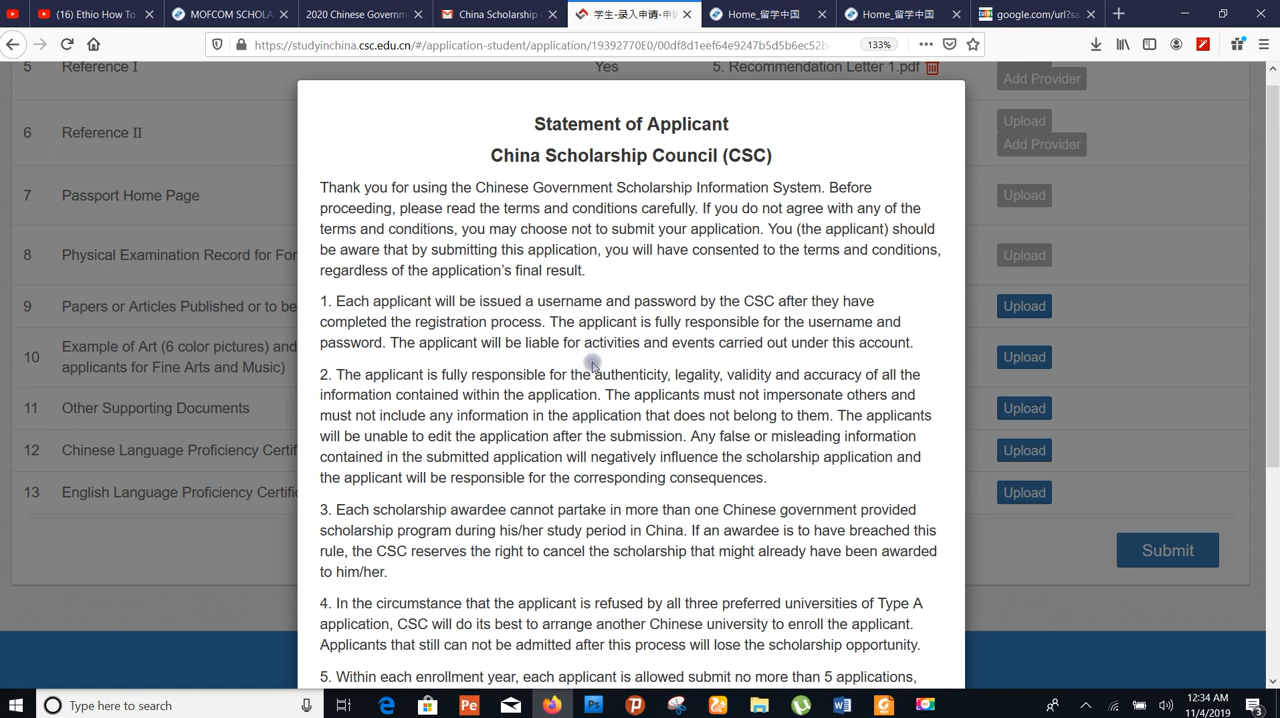 (16) Ethio How To
MOFCOM SCHOLA
2020 Chinese Governm
China Scholarship
学生-录入申请-申
Home_留学中国
Home_留学中国
google.com/url?sa
https://studyinchina.csc.edu.cn/#/application-student/application/19392770E0/00df8d1eef64e9247b5d5b6ec52b
133%
5 Reference I Yes 5. Recommendation Letter 1.pdf
Add Provider
6 Reference II Upload
Add Provider
7 Passport Home Page Upload
8 Physical Examination Record for For Upload
9 Papers or Articles Published or to be Upload
10 Example of Art (6 color pictures) and Upload
applicants for Fine Arts and Music)
11 Other Supporting Documents Upload
12 Chinese Language Proficiency Certif Upload
13 English Language Proficiency Certific Upload
Submit
Statement of Applicant
China Scholarship Council (CSC)
Thank you for using the Chinese Government Scholarship Information System. Before
proceeding, please read the terms and conditions carefully. If you do not agree with any of the
terms and conditions, you may choose not to submit your application. You (the applicant) should
be aware that by submitting this application, you will have consented to the terms and conditions,
regardless of the application's final result.
1. Each applicant will be issued a username and password by the CSC after they have
completed the registration process. The applicant is fully responsible for the username and
password. The applicant will be liable for activities and events carried out under this account.
2. The applicant is fully responsible for the authenticity, legality, validity and accuracy of all the
information contained within the application. The applicants must not impersonate others and
must not include any information in the application that does not belong to them. The applicants
will be unable to edit the application after the submission. Any false or misleading information
contained in the submitted application will negatively influence the scholarship application and
the applicant will be responsible for the corresponding consequences.
3. Each scholarship awardee cannot partake in more than one Chinese government provided
scholarship program during his/her study period in China. If an awardee is to have breached this
rule, the CSC reserves the right to cancel the scholarship that might already have been awarded
to him/her.
4. In the circumstance that the applicant is refused by all three preferred universities of Type A
application, CSC will do its best to arrange another Chinese university to enroll the applicant.
Applicants that still can not be admitted after this process will lose the scholarship opportunity.
5. Within each enrollment year, each applicant is allowed submit no more than 5 applications,
Type here to search
12:34 AM
11/4/2019
3